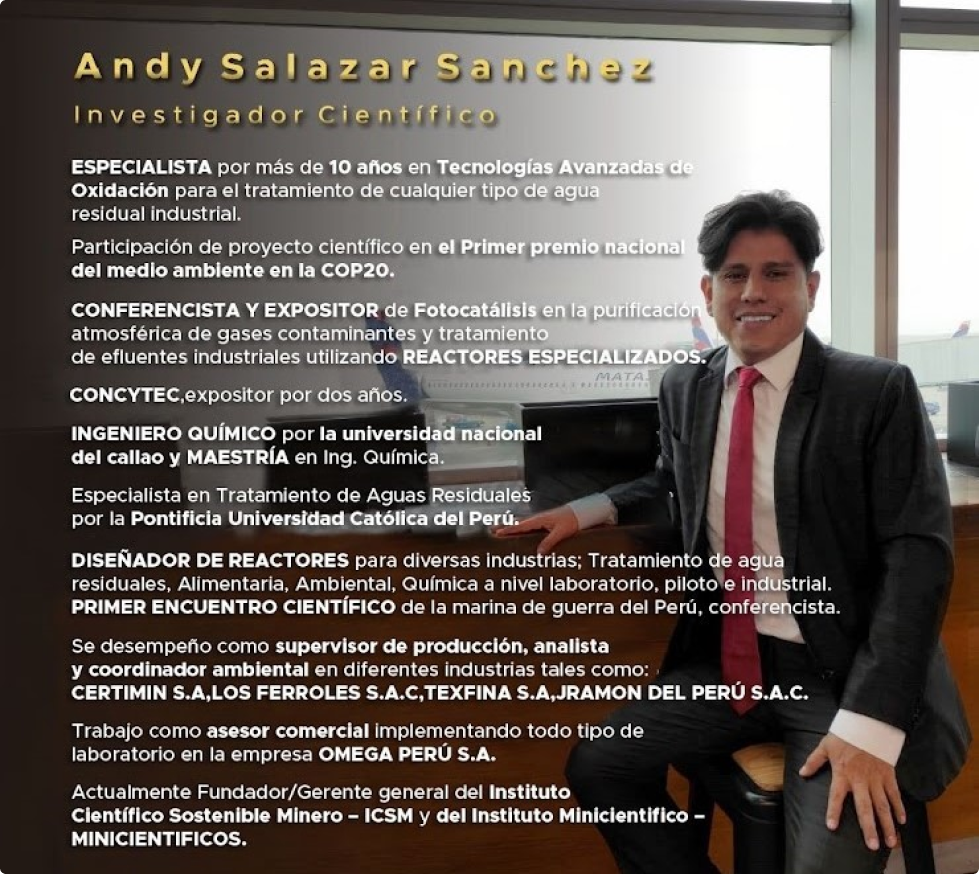 Andy Salazar Sanchez
Investigador Científico
ESPECIALISTA por más de 10 años en Tecnologías Avanzadas de
Oxidación para el tratamiento de cualquier tipo de agua
residual industrial.
Participación de proyecto científico en el Primer premio nacional
del medio ambiente en la COP20.
CONFERENCISTA Y EXPOSITOR de Fotocatálisis en la purificación
atmosférica de gases contaminantes y tratamiento
de efluentes industriales utilizando REACTORES ESPECIALIZADOS.
MATA
CONCYTEC,expositor por dos años.
INGENIERO QUÍMICO por la universidad nacional
del callao y MAESTRÍA en Ing. Química.
Especialista en Tratamiento de Aguas Residuales
por la Pontificia Universidad Católica del Perú.
DISEÑADOR DE REACTORES para diversas industrias; Tratamiento de agua
residuales, Alimentaria, Ambiental, Química a nivel laboratorio, piloto e industrial.
PRIMER ENCUENTRO CIENTÍFICO de la marina de guerra del Perú, conferencista.
Se desempeño como supervisor de producción, analista
y coordinador ambiental en diferentes industrias tales como:
CERTIMIN S.A,LOS FERROLES S.A.C,TEXFINA S.A,JRAMON DEL PERÚ S.A.C.
Trabajo como asesor comercial implementando todo tipo de
laboratorio en la empresa OMEGA PERÚ S.A.
Actualmente Fundador/Gerente general del Instituto
Científico Sostenible Minero – ICSM y del Instituto Minicientifico –
MINICIENTIFICOS.